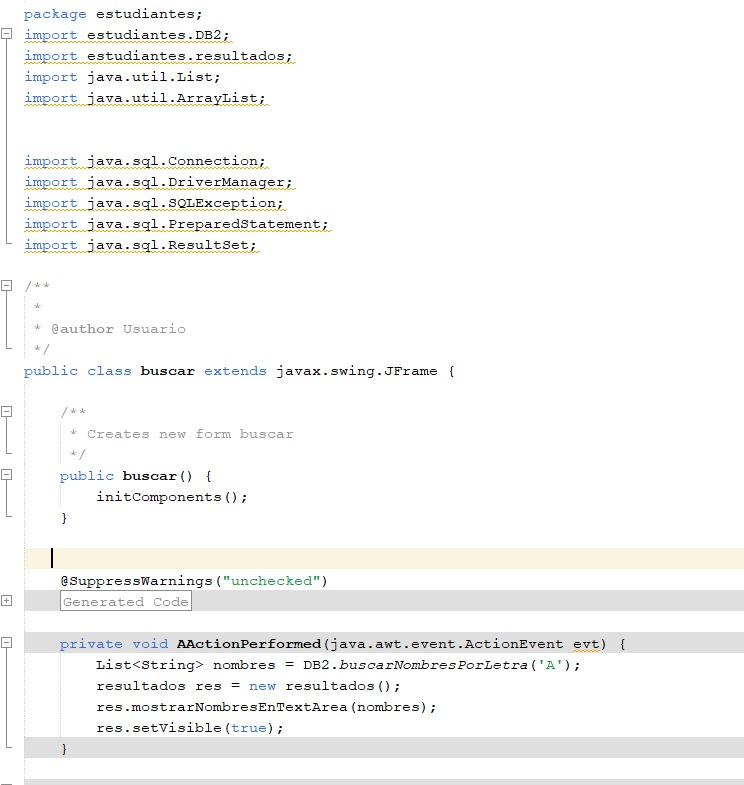 package estudiantes;
import estudiantes.DB2;
import estudiantes.resultados;
import java.util.List;
import java.util.ArrayList;
import java.sql.Connection;
import java.sql.DriverManager;
import java.sql.SQLException;
import java.sql.PreparedStatement;
import java.sql.ResultSet;
/**
 *
 * @author Usuario
 */
public class buscar extends javax.swing.JFrame {
    /**
     * Creates new form buscar
     */
    public buscar() {
        initComponents();
    }
    @SuppressWarnings("unchecked")
    Generated Code
    private void AActionPerformed(java.awt.event.ActionEvent evt) {
        List<String> nombres = DB2.buscarNombresPorLetra('A');
        resultados res = new resultados();
        res.mostrarNombresEnTextArea(nombres);
        res.setVisible(true);
    }